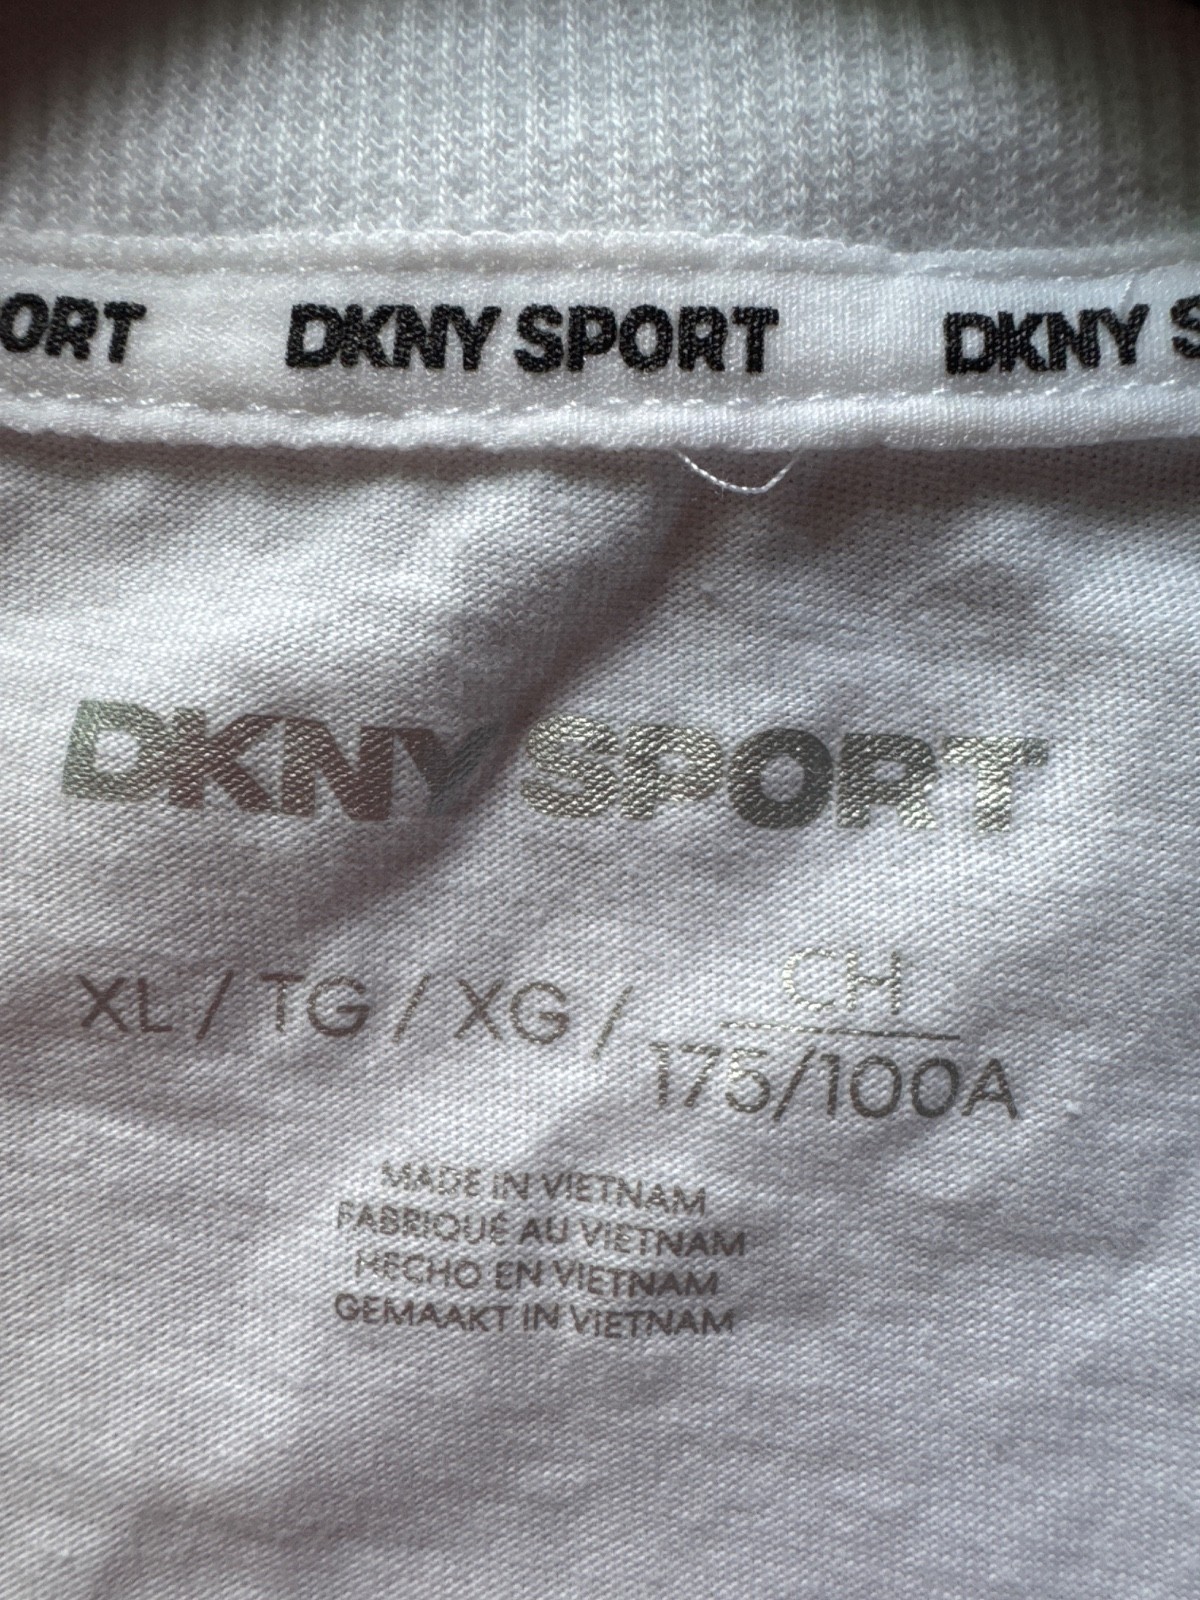 ORT DKNY SPORT DKNY S
DKNY SPORT
XL / TG / XG / CH
175/100A
MADE IN VIETNAM
FABRIQUÉ AU VIETNAM
HECHO EN VIETNAM
GEMAAKT IN VIETNAM